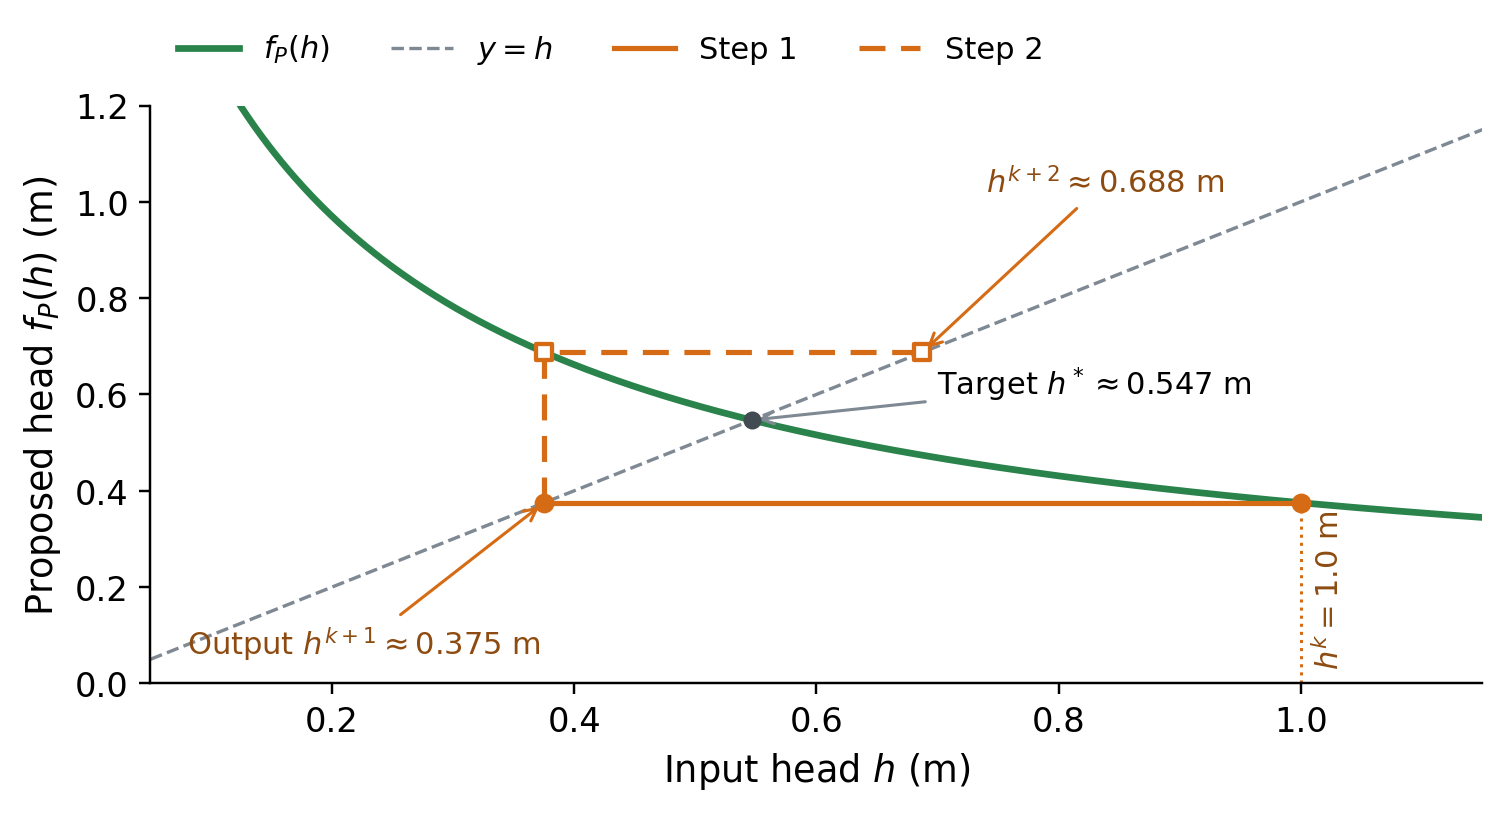 f_P(h)
y = h
Step 1
Step 2
Proposed head f_P(h) (m)
1.2
1.0
0.8
0.6
0.4
0.2
0.0
h^{k+2} ≈ 0.688 m
Target h^* ≈ 0.547 m
Output h^{k+1} ≈ 0.375 m
h^k = 1.0 m
0.2
0.4
0.6
0.8
1.0
Input head h (m)